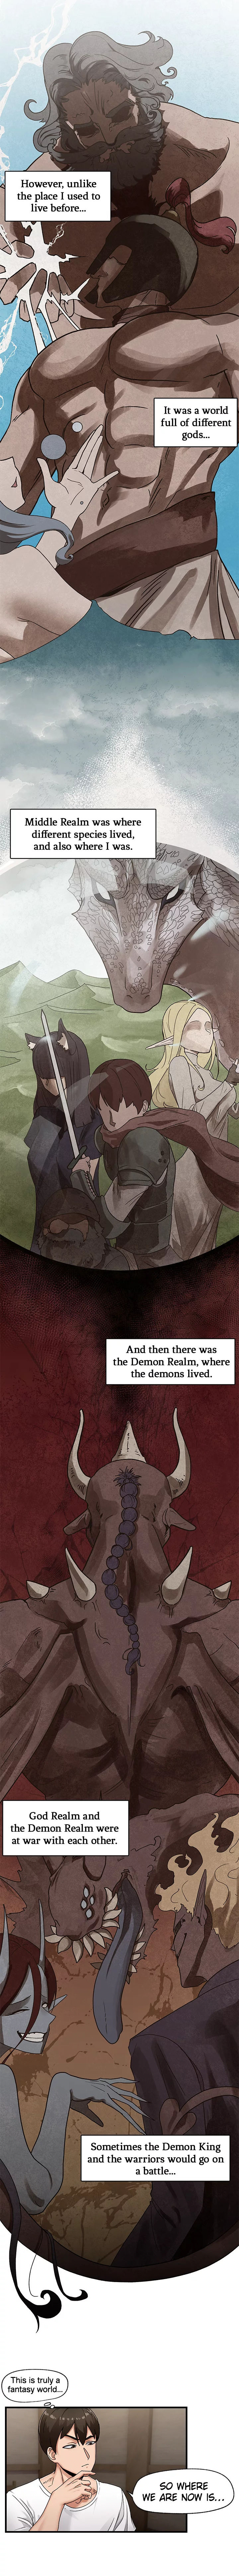 However, unlike
the place I used to
live before...
It was a world
full of different
gods...
Middle Realm was where
different species lived,
and also where I was.
And then there was
the Demon Realm, where
the demons lived.
God Realm and
the Demon Realm were
at war with each other.
Sometimes the Demon King
and the warriors would go on
a battle...
This is truly a
fantasy world...
SO WHERE
WE ARE NOW IS...